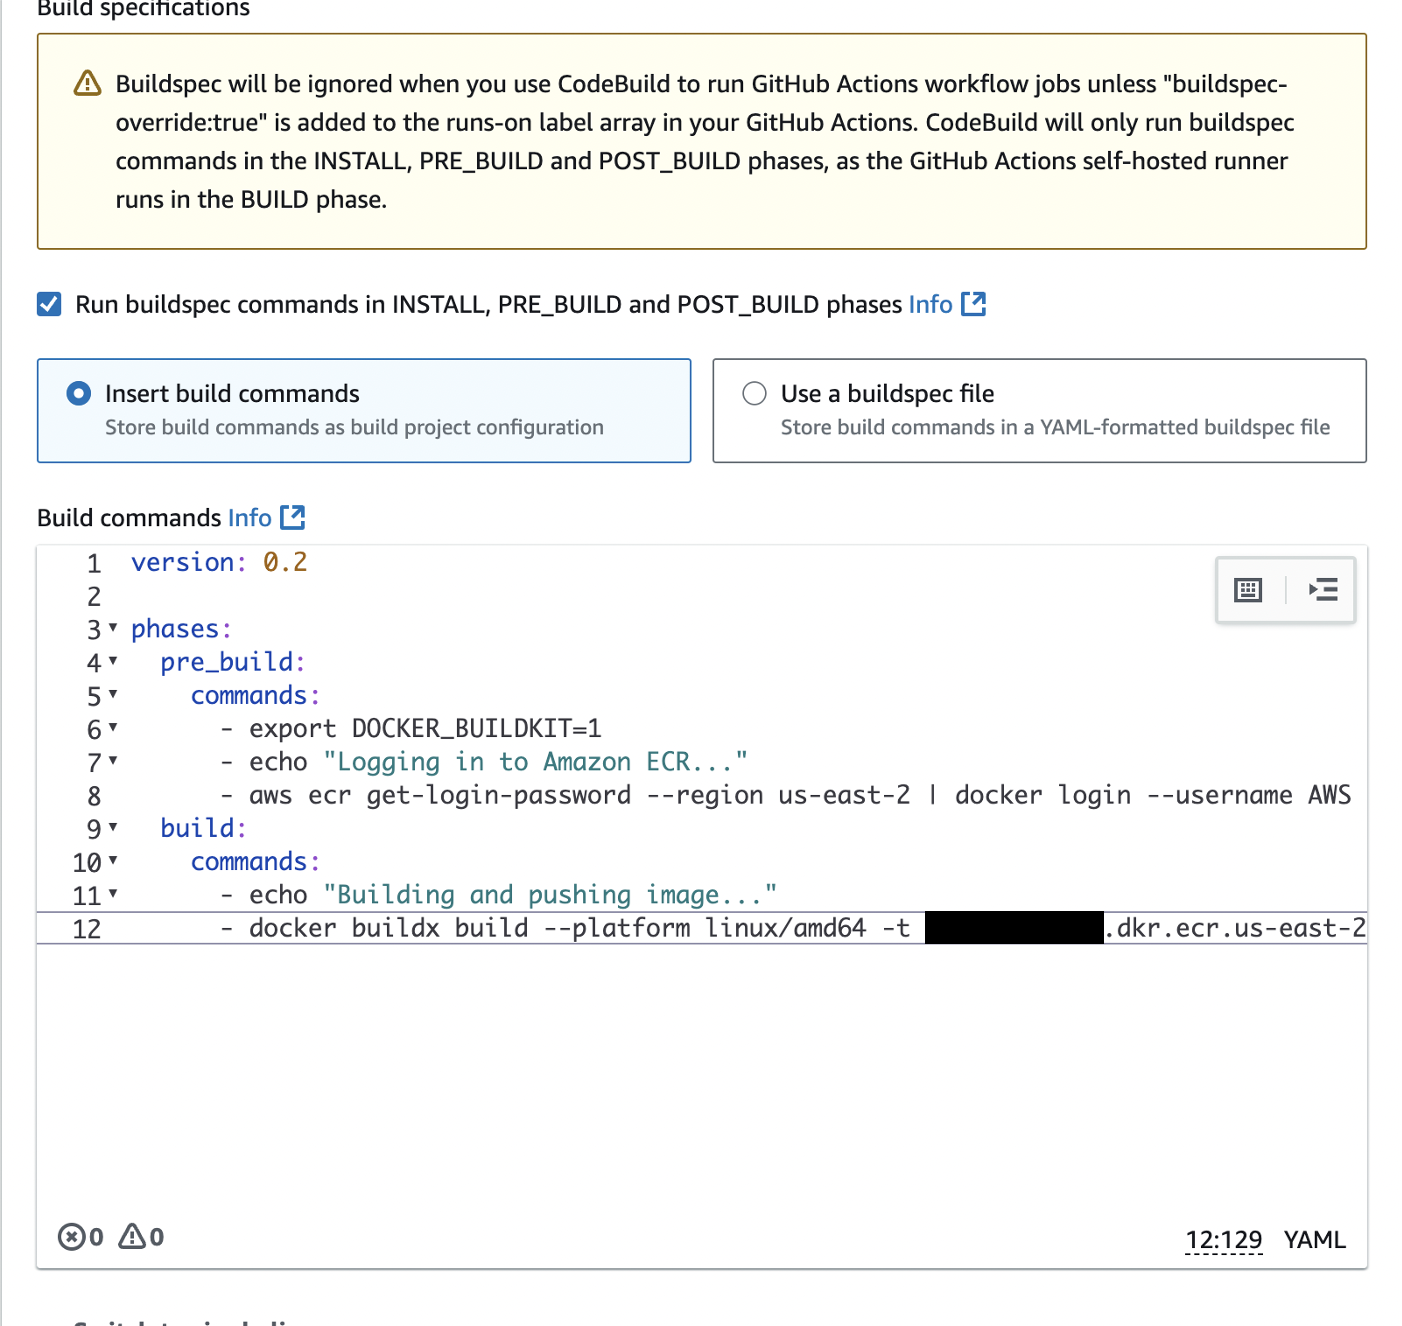 Build specifications
Buildspec will be ignored when you use CodeBuild to run GitHub Actions workflow jobs unless "buildspec-
override:true" is added to the runs-on label array in your GitHub Actions. CodeBuild will only run buildspec
commands in the INSTALL, PRE_BUILD and POST_BUILD phases, as the GitHub Actions self-hosted runner
runs in the BUILD phase.
Run buildspec commands in INSTALL, PRE_BUILD and POST_BUILD phases Info
Insert build commands
Store build commands as build project configuration
Use a buildspec file
Store build commands in a YAML-formatted buildspec file
Build commands Info
1 version: 0.2
2
3 phases:
4 pre_build:
5 commands:
6 - export DOCKER_BUILDKIT=1
7 - echo "Logging in to Amazon ECR..."
8 - aws ecr get-login-password --region us-east-2 | docker login --username AWS
9 build:
10 commands:
11 - echo "Building and pushing image..."
12 - docker buildx build --platform linux/amd64 -t .dkr.ecr.us-east-2
0 0
12:129 YAML